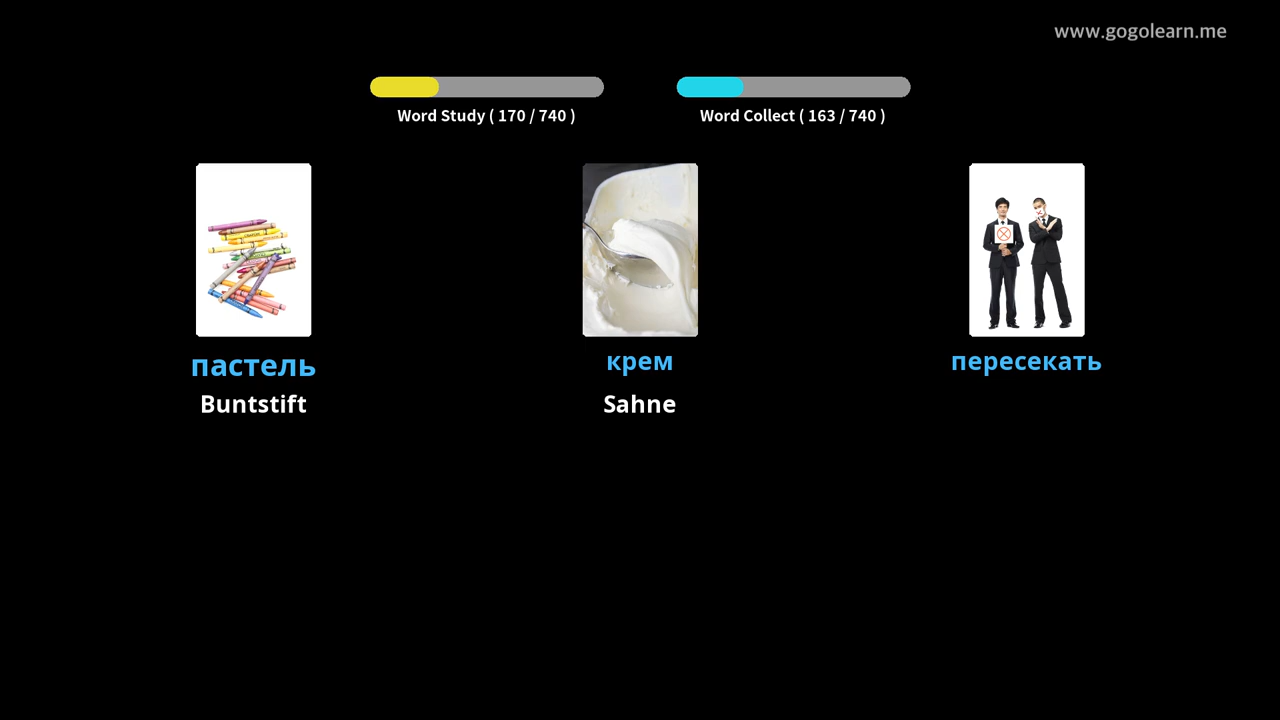 www.gogolearn.me
Word Study ( 170 / 740 )
Word Collect ( 163 / 740 )
пастель
крем
пересекать
Buntstift
Sahne